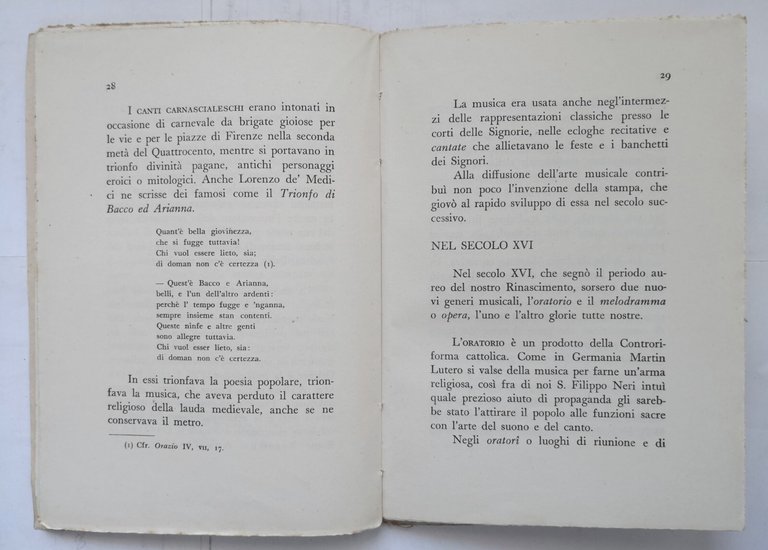 28
I CANTI CARNASCIALESCHI erano intonati in
occasione di carnevale da brigate gioiose per
le vie e per le piazze di Firenze nella seconda
metà del Quattrocento, mentre si portavano in
trionfo divinità pagane, antichi personaggi
eroici o mitologici. Anche Lorenzo de' Medi-
ci ne scrisse dei famosi come il Trionfo di
Bacco ed Arianna.
Quant'è bella giovinezza,
che si fugge tuttavia!
Chi vuol essere lieto, sia;
di doman non c'è certezza (1).
— Quest'è Bacco e Arianna,
belli, e l'un dell'altro ardenti:
perchè l' tempo fugge e 'nganna,
sempre insieme stan contenti.
Queste ninfe e altre genti
sono allegre tuttavia.
Chi vuol esser lieto, sia:
di doman non c'è certezza.
In essi trionfava la poesia popolare, trion-
fava la musica, che aveva perduto il carattere
religioso della lauda medievale, anche se ne
conservava il metro.
(1) Cfr. Orazio IV, VII, 17.
29
La musica era usata anche negl'intermez-
zi delle rappresentazioni classiche presso le
corti delle Signorie, nelle ecloghe recitative e
cantate che allietavano le feste e i banchetti
dei Signori.
Alla diffusione dell'arte musicale contri-
buì non poco l'invenzione della stampa, che
giovò al rapido sviluppo di essa nel secolo suc-
cessivo.
NEL SECOLO XVI
Nel secolo XVI, che segnò il periodo au-
reo del nostro Rinascimento, sorsero due nuo-
vi generi musicali, l'oratorio e il melodramma
o opera, l'uno e l'altro glorie tutte nostre.
L'ORATORIO è un prodotto della Controri-
forma cattolica. Come in Germania Martin
Lutero si valse della musica per farne un'arma
religiosa, così fra di noi S. Filippo Neri intuì
quale prezioso aiuto di propaganda gli sareb-
be stato l'attirare il popolo alle funzioni sacre
con l'arte del suono e del canto.
Negli oratorî o luoghi di riunione e di